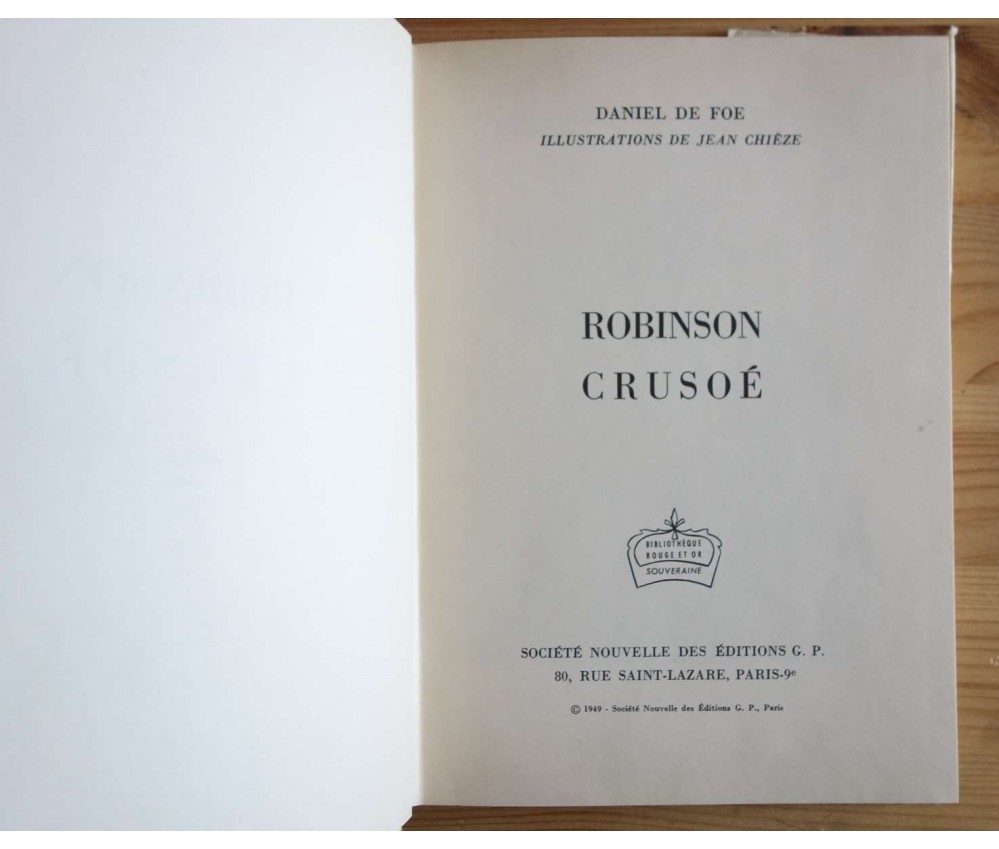 DANIEL DE FOE
ILLUSTRATIONS DE JEAN CHIÈZE
ROBINSON
CRUSOÉ
BIBLIOTHÈQUE
ROUGE ET OR
SOUVERAINE
SOCIÉTÉ NOUVELLE DES ÉDITIONS G. P.
80, RUE SAINT-LAZARE, PARIS-9e
© 1949 - Société Nouvelle des Éditions G. P., Paris